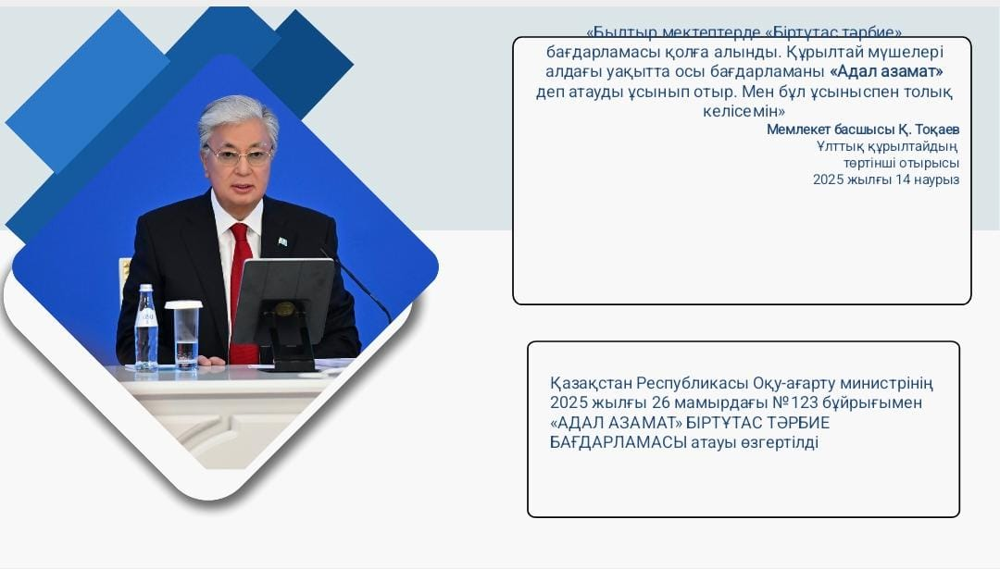 «Былтыр мектептерде «Біртұтас тәрбие»
бағдарламасы қолға алынды. Құрылтай мүшелері
алдағы уақытта осы бағдарламаны «Адал азамат»
деп атауды ұсынып отыр. Мен бұл ұсыныспен толық
келісемін»
Мемлекет басшысы Қ. Тоқаев
Ұлттық құрылтайдың
төртінші отырысы
2025 жылғы 14 наурыз
Қазақстан Республикасы Оқу-ағарту министрінің
2025 жылғы 26 мамырдағы №123 бұйрығымен
«АДАЛ АЗАМАТ» БІРТҰТАС ТӘРБИЕ
БАҒДАРЛАМАСЫ атауы өзгертілді